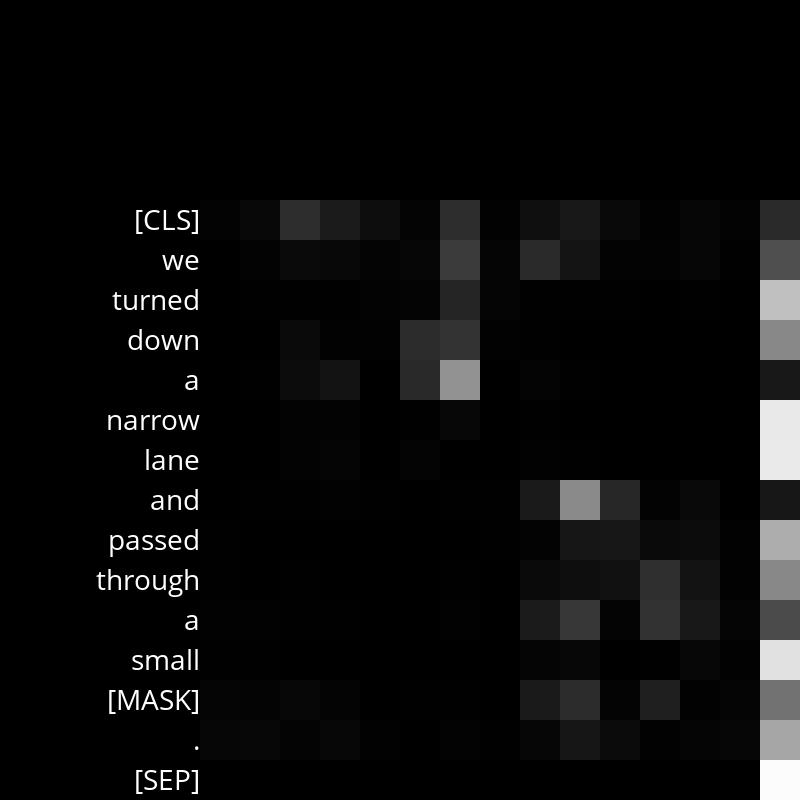 [CLS]
we
turned
down
a
narrow
lane
and
passed
through
a
small
[MASK]
.
[SEP]